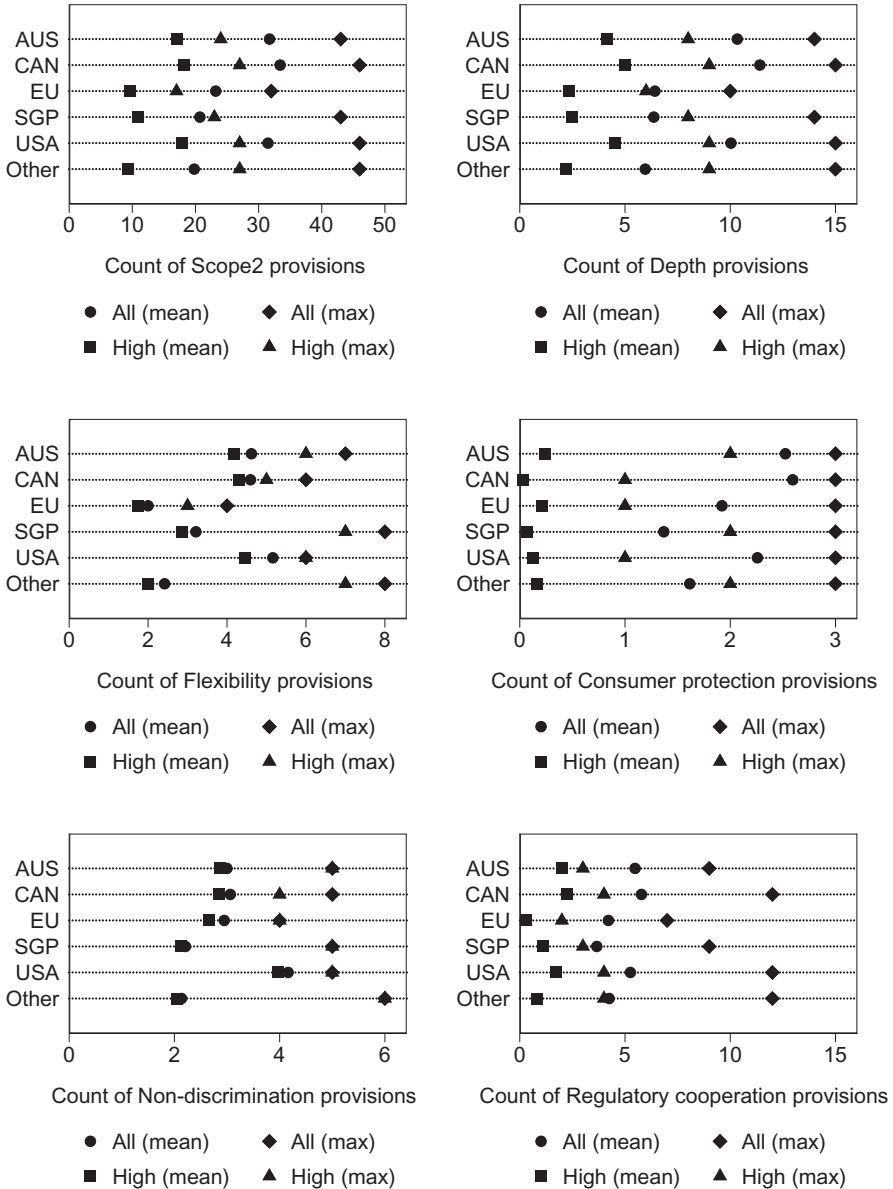 AUS
CAN
EU
SGP
USA
Other
0 10 20 30 40 50
Count of Scope2 provisions
All (mean) All (max)
High (mean) High (max)
AUS
CAN
EU
SGP
USA
Other
0 5 10 15
Count of Depth provisions
All (mean) All (max)
High (mean) High (max)
AUS
CAN
EU
SGP
USA
Other
0 2 4 6 8
Count of Flexibility provisions
All (mean) All (max)
High (mean) High (max)
AUS
CAN
EU
SGP
USA
Other
0 1 2 3
Count of Consumer protection provisions
All (mean) All (max)
High (mean) High (max)
AUS
CAN
EU
SGP
USA
Other
0 2 4 6
Count of Non-discrimination provisions
All (mean) All (max)
High (mean) High (max)
AUS
CAN
EU
SGP
USA
Other
0 5 10 15
Count of Regulatory cooperation provisions
All (mean) All (max)
High (mean) High (max)